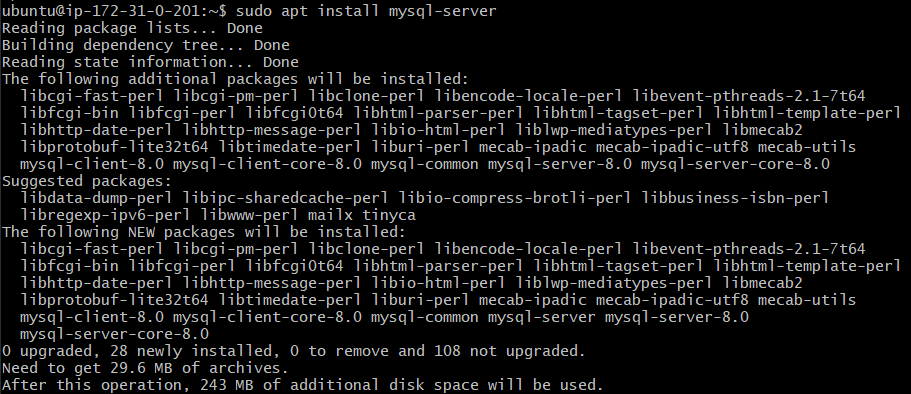 ubuntu@ip-172-31-0-201:~$ sudo apt install mysql-server
Reading package lists... Done
Building dependency tree... Done
Reading state information... Done
The following additional packages will be installed:
  libcgi-fast-perl libcgi-pm-perl libclone-perl libencode-locale-perl libevent-pthreads-2.1-7t64
  libfcgi-bin libfcgi-perl libfcgi0t64 libhtml-parser-perl libhtml-tagset-perl libhtml-template-perl
  libhttp-date-perl libhttp-message-perl libio-html-perl liblwp-mediatypes-perl libmecab2
  libprotobuf-lite32t64 libtimedate-perl liburi-perl mecab-ipadic mecab-ipadic-utf8 mecab-utils
  mysql-client-8.0 mysql-client-core-8.0 mysql-common mysql-server-8.0 mysql-server-core-8.0
Suggested packages:
  libdata-dump-perl libipc-sharedcache-perl libio-compress-brotli-perl libbusiness-isbn-perl
  libregexp-ipv6-perl libwww-perl mailx tinyca
The following NEW packages will be installed:
  libcgi-fast-perl libcgi-pm-perl libclone-perl libencode-locale-perl libevent-pthreads-2.1-7t64
  libfcgi-bin libfcgi-perl libfcgi0t64 libhtml-parser-perl libhtml-tagset-perl libhtml-template-perl
  libhttp-date-perl libhttp-message-perl libio-html-perl liblwp-mediatypes-perl libmecab2
  libprotobuf-lite32t64 libtimedate-perl liburi-perl mecab-ipadic mecab-ipadic-utf8 mecab-utils
  mysql-client-8.0 mysql-client-core-8.0 mysql-common mysql-server mysql-server-8.0
  mysql-server-core-8.0
0 upgraded, 28 newly installed, 0 to remove and 108 not upgraded.
Need to get 29.6 MB of archives.
After this operation, 243 MB of additional disk space will be used.